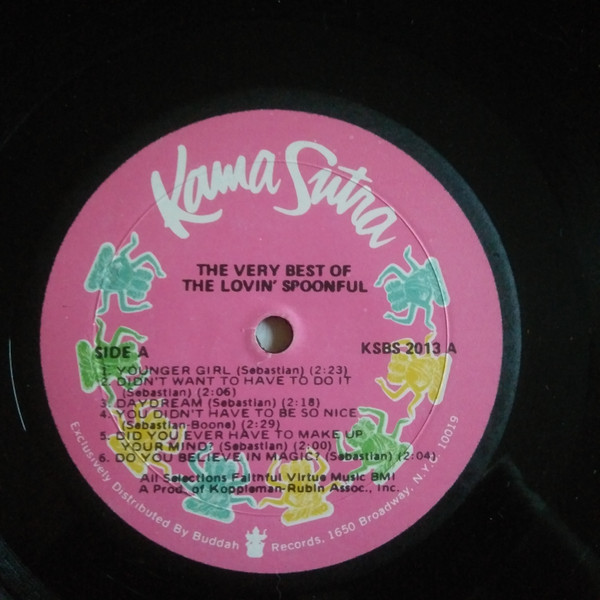 Kama Sutra
THE VERY BEST OF
THE LOVIN' SPOONFUL
SIDE A
KSBS 2013 A
1. YOUNGER GIRL (Sebastian) (2:23)
2. DIDN'T WANT TO HAVE TO DO IT
(Sebastian) (2:06)
3. DAYDREAM (Sebastian) (2:18)
4. YOU DIDN'T HAVE TO BE SO NICE
(Sebastian-Boone) (2:29)
5. DID YOU EVER HAVE TO MAKE UP
YOUR MIND? (Sebastian) (2:00)
6. DO YOU BELIEVE IN MAGIC? (Sebastian) (2:04)
All Selections Faithful Virtue Music BMI
A Prod. of Koppleman-Rubin Assoc., Inc.
Exclusively Distributed By Buddah Records, 1650 Broadway, N.Y., N.Y. 10019